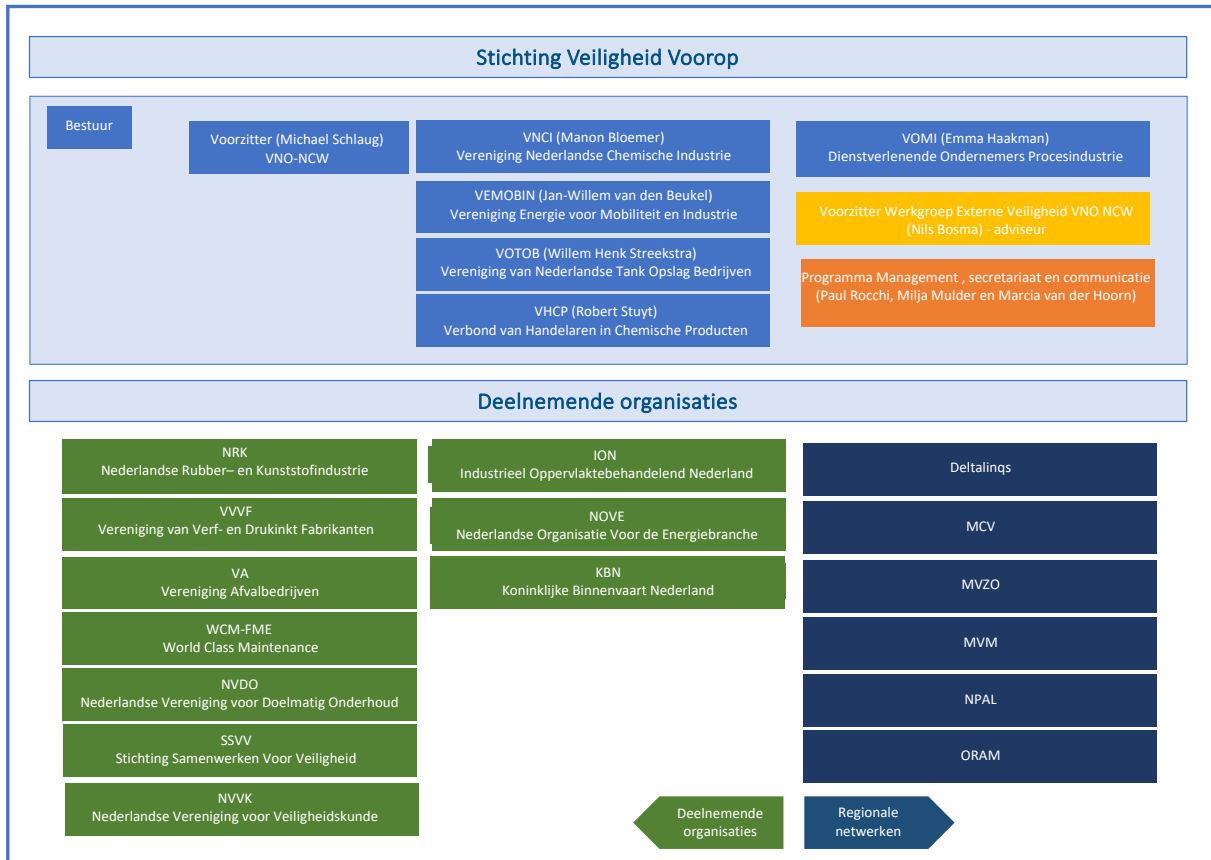 Stichting Veiligheid Voorop
Bestuur
Voorzitter (Michael Schlaug)
VNO-NCW
VNCI (Manon Bloemer)
Vereniging Nederlandse Chemische Industrie
VEMOBIN (Jan-Willem van den Beukel)
Vereniging Energie voor Mobiliteit en Industrie
VOTOB (Willem Henk Streekstra)
Vereniging van Nederlandse Tank Opslag Bedrijven
VHCP (Robert Stuyt)
Verbond van Handelaren in Chemische Producten
VOMI (Emma Haakman)
Dienstverlenende Ondernemers Procesindustrie
Voorzitter Werkgroep Externe Veiligheid VNO NCW
(Nils Bosma) - adviseur
Programma Management , secretariaat en communicatie
(Paul Rocchi, Milja Mulder en Marcia van der Hoorn)
Deelnemende organisaties
NRK
Nederlandse Rubber– en Kunststofindustrie
VVVF
Vereniging van Verf- en Drukinkt Fabrikanten
VA
Vereniging Afvalbedrijven
WCM-FME
World Class Maintenance
NVDO
Nederlandse Vereniging voor Doelmatig Onderhoud
SSVV
Stichting Samenwerken Voor Veiligheid
NVVK
Nederlandse Vereniging voor Veiligheidskunde
ION
Industrieel Oppervlaktebehandelend Nederland
NOVE
Nederlandse Organisatie Voor de Energiebranche
KBN
Koninklijke Binnenvaart Nederland
Deltalinqs
MCV
MVZO
MVM
NPAL
ORAM
Deelnemende
organisaties
Regionale
netwerken